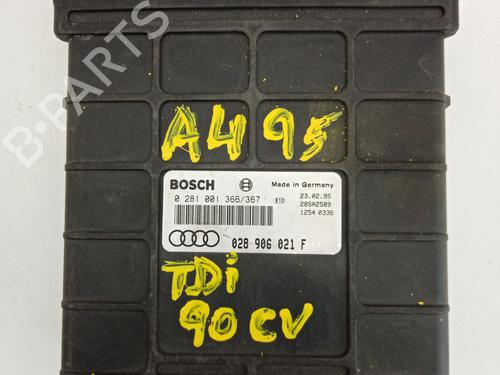 A4 95
BOSCH Made in Germany
0 281 001 366/367 23.02.95
28SA2589
1254 0336
028 906 021 F
TDi
90 CV
B-PARTS